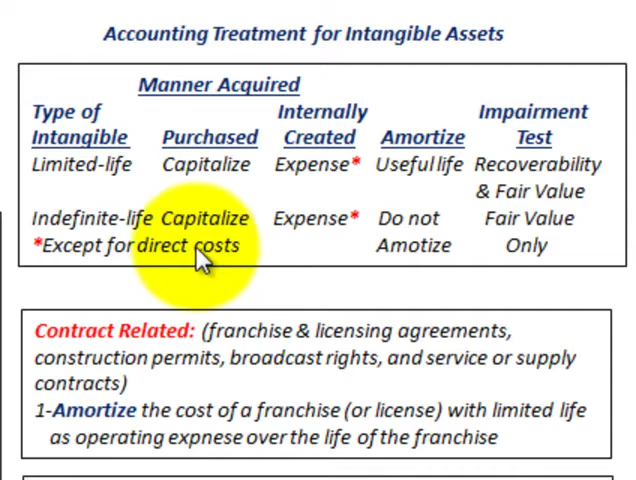 Accounting Treatment for Intangible Assets
Manner Acquired
Type of Internally Impairment
Intangible Purchased Created Amortize Test
Limited-life Capitalize Expense* Useful life Recoverability
& Fair Value
Indefinite-life Capitalize Expense* Do not Fair Value
*Except for direct costs Amotize Only
Contract Related: (franchise & licensing agreements,
construction permits, broadcast rights, and service or supply
contracts)
1-Amortize the cost of a franchise (or license) with limited life
as operating expnese over the life of the franchise